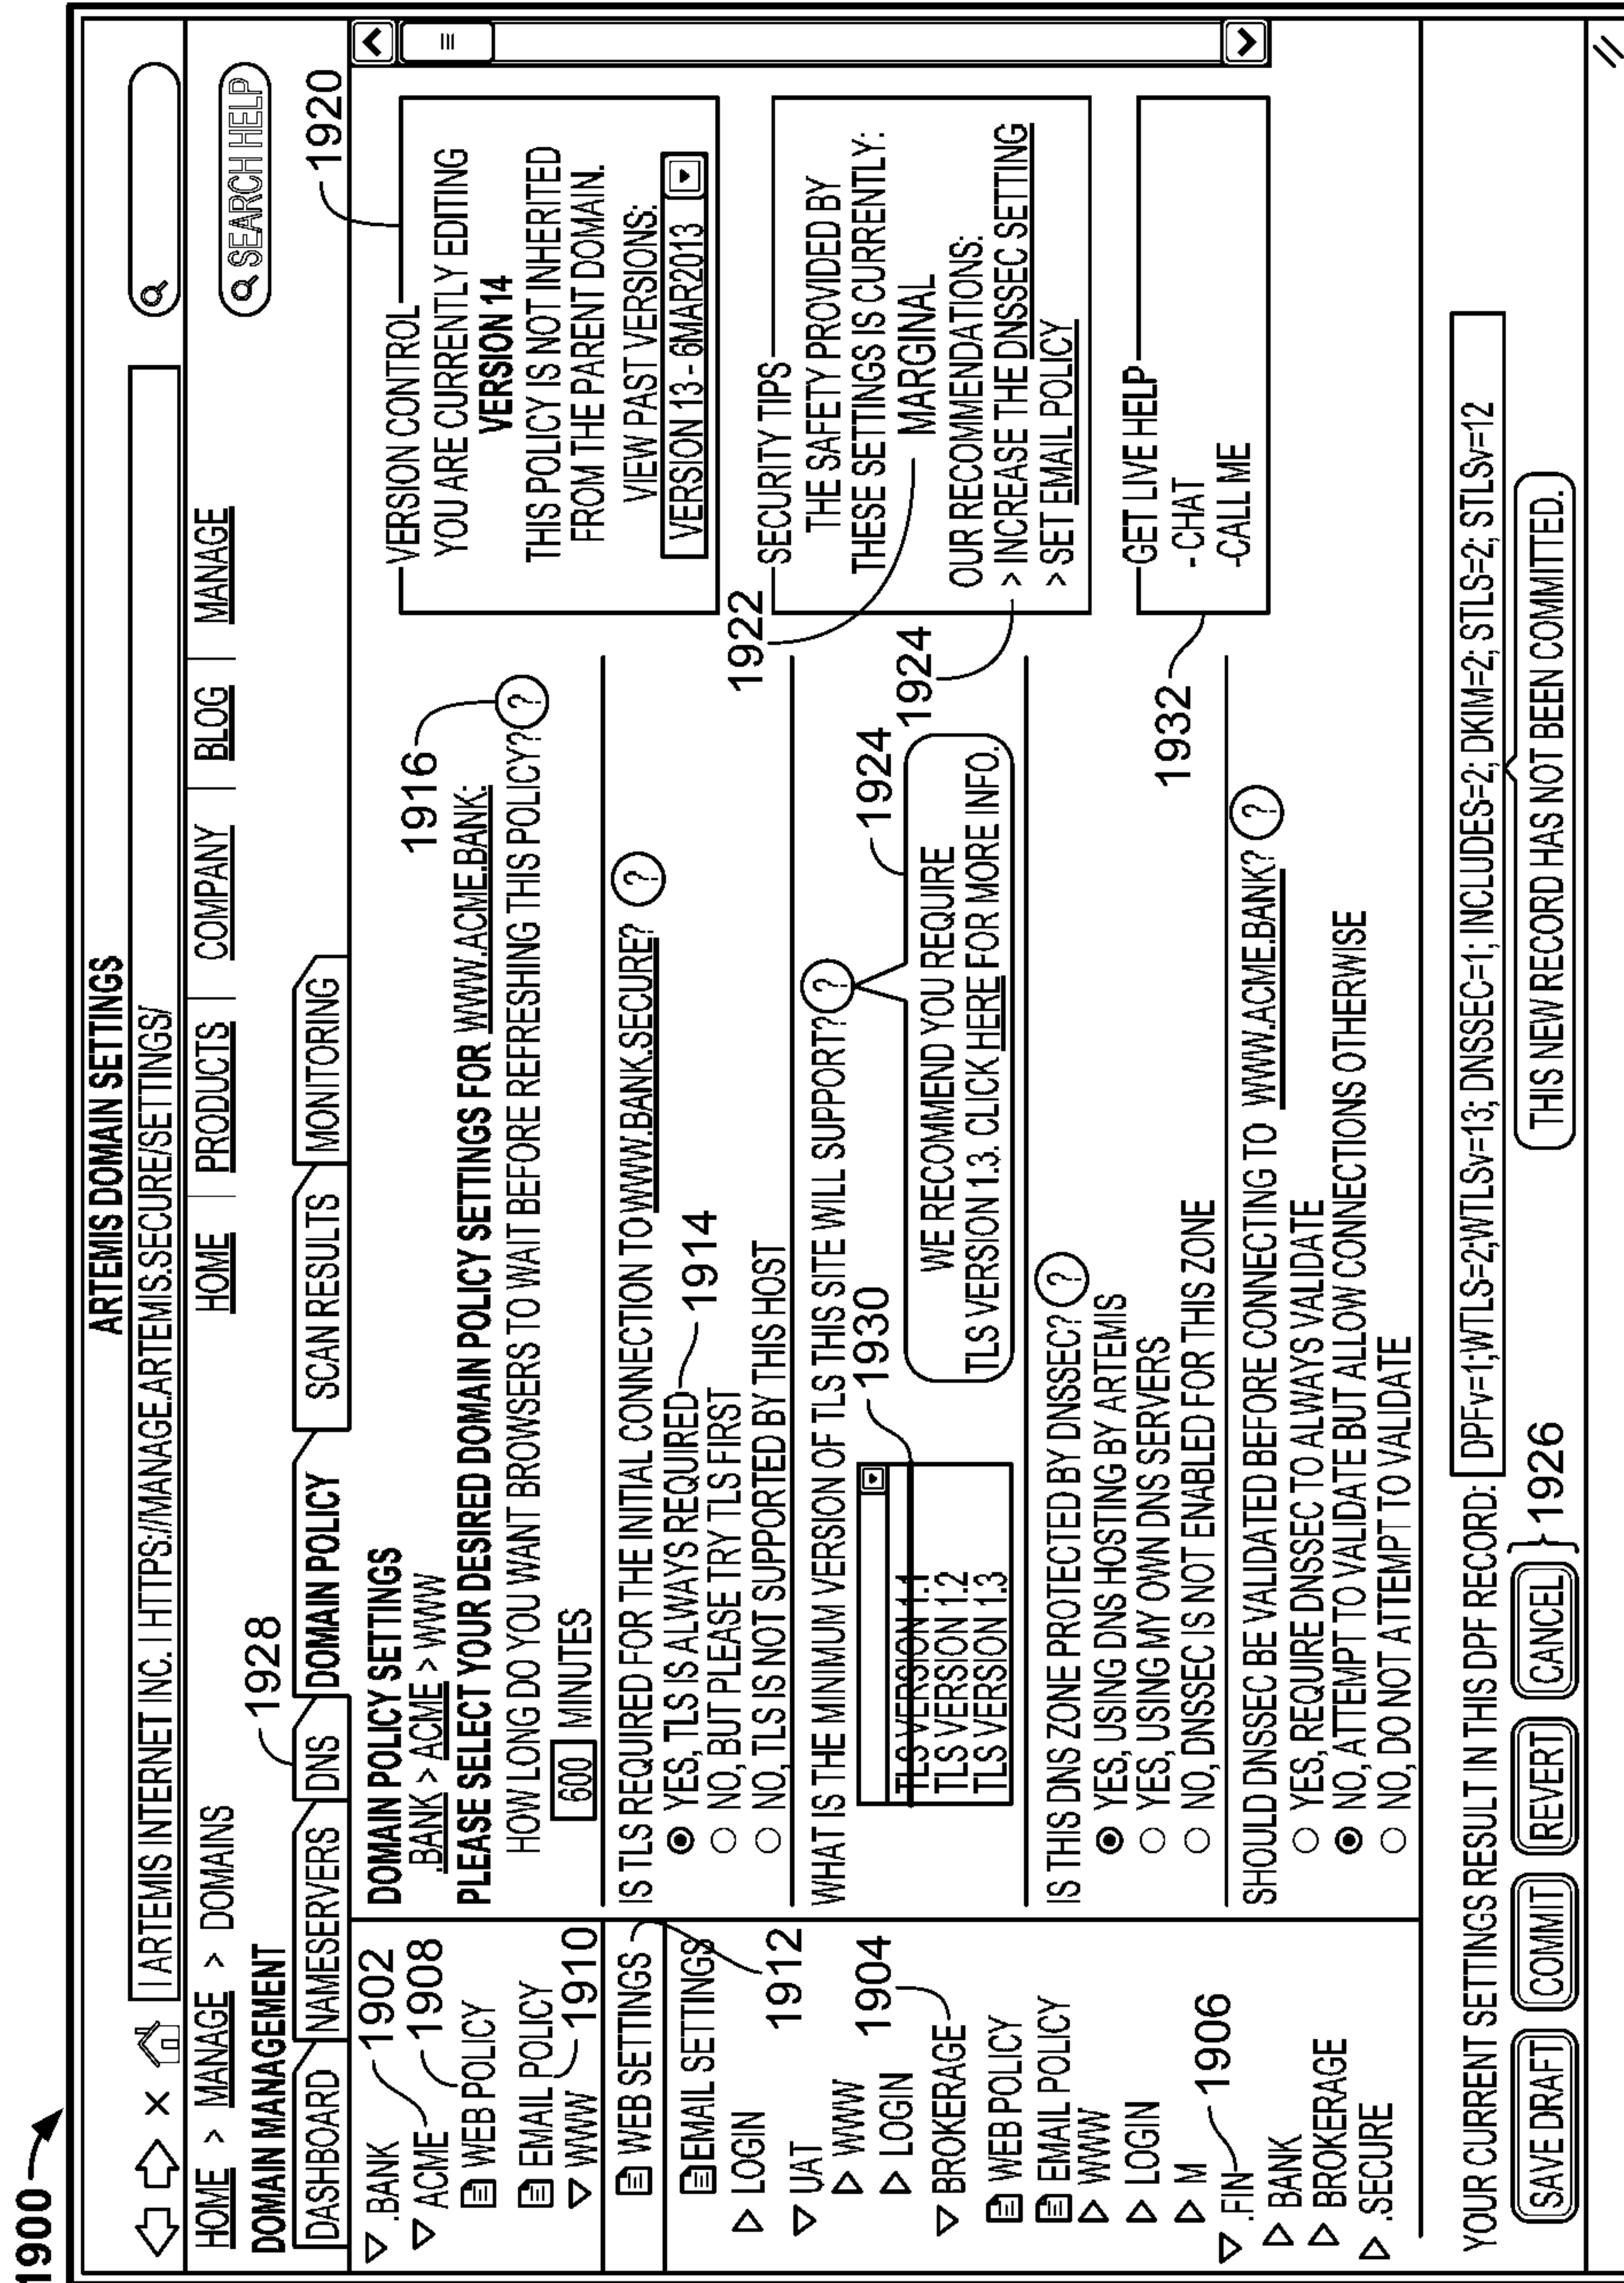 1900
ARTEMIS DOMAIN SETTINGS
I ARTEMIS INTERNET INC. I HTTPS://MANAGE.ARTEMIS.SECURE/SETTINGS/
HOME PRODUCTS COMPANY BLOG MANAGE
SEARCH HELP
HOME > MANAGE > DOMAINS
DOMAIN MANAGEMENT
1928
DASHBOARD NAMESERVERS DNS DOMAIN POLICY SCAN RESULTS MONITORING
.BANK
1902
ACME
1908
WEB POLICY
EMAIL POLICY
1910
WWW
WEB SETTINGS
EMAIL SETTINGS
1912
LOGIN
UAT
WWW
1904
LOGIN
BROKERAGE
WEB POLICY
EMAIL POLICY
WWW
LOGIN
M
1906
.FIN
BANK
BROKERAGE
.SECURE
DOMAIN POLICY SETTINGS
.BANK > ACME > WWW
1916
PLEASE SELECT YOUR DESIRED DOMAIN POLICY SETTINGS FOR WWW.ACME.BANK:
HOW LONG DO YOU WANT BROWSERS TO WAIT BEFORE REFRESHING THIS POLICY? ?
600 MINUTES
IS TLS REQUIRED FOR THE INITIAL CONNECTION TO WWW.BANK.SECURE? ?
YES, TLS IS ALWAYS REQUIRED
1914
NO, BUT PLEASE TRY TLS FIRST
NO, TLS IS NOT SUPPORTED BY THIS HOST
WHAT IS THE MINIMUM VERSION OF TLS THIS SITE WILL SUPPORT? ?
1930
1924
TLS VERSION 1.1
TLS VERSION 1.2
TLS VERSION 1.3
WE RECOMMEND YOU REQUIRE
TLS VERSION 1.3. CLICK HERE FOR MORE INFO.
IS THIS DNS ZONE PROTECTED BY DNSSEC? ?
YES, USING DNS HOSTING BY ARTEMIS
YES, USING MY OWN DNS SERVERS
NO, DNSSEC IS NOT ENABLED FOR THIS ZONE
SHOULD DNSSEC BE VALIDATED BEFORE CONNECTING TO WWW.ACME.BANK? ?
YES, REQUIRE DNSSEC TO ALWAYS VALIDATE
NO, ATTEMPT TO VALIDATE BUT ALLOW CONNECTIONS OTHERWISE
NO, DO NOT ATTEMPT TO VALIDATE
1920
VERSION CONTROL
YOU ARE CURRENTLY EDITING
VERSION 14
THIS POLICY IS NOT INHERITED
FROM THE PARENT DOMAIN.
VIEW PAST VERSIONS:
VERSION 13 - 6MAR2013
1922
SECURITY TIPS
THE SAFETY PROVIDED BY
THESE SETTINGS IS CURRENTLY:
MARGINAL
1924
OUR RECOMMENDATIONS:
> INCREASE THE DNSSEC SETTING
> SET EMAIL POLICY
1932
GET LIVE HELP
- CHAT
-CALL ME
YOUR CURRENT SETTINGS RESULT IN THIS DPF RECORD: DPFv=1;WTLS=2;WTLSv=13; DNSSEC=1; INCLUDES=2; DKIM=2; STLS=2; STLSv=12
SAVE DRAFT COMMIT REVERT CANCEL
1926
THIS NEW RECORD HAS NOT BEEN COMMITTED.